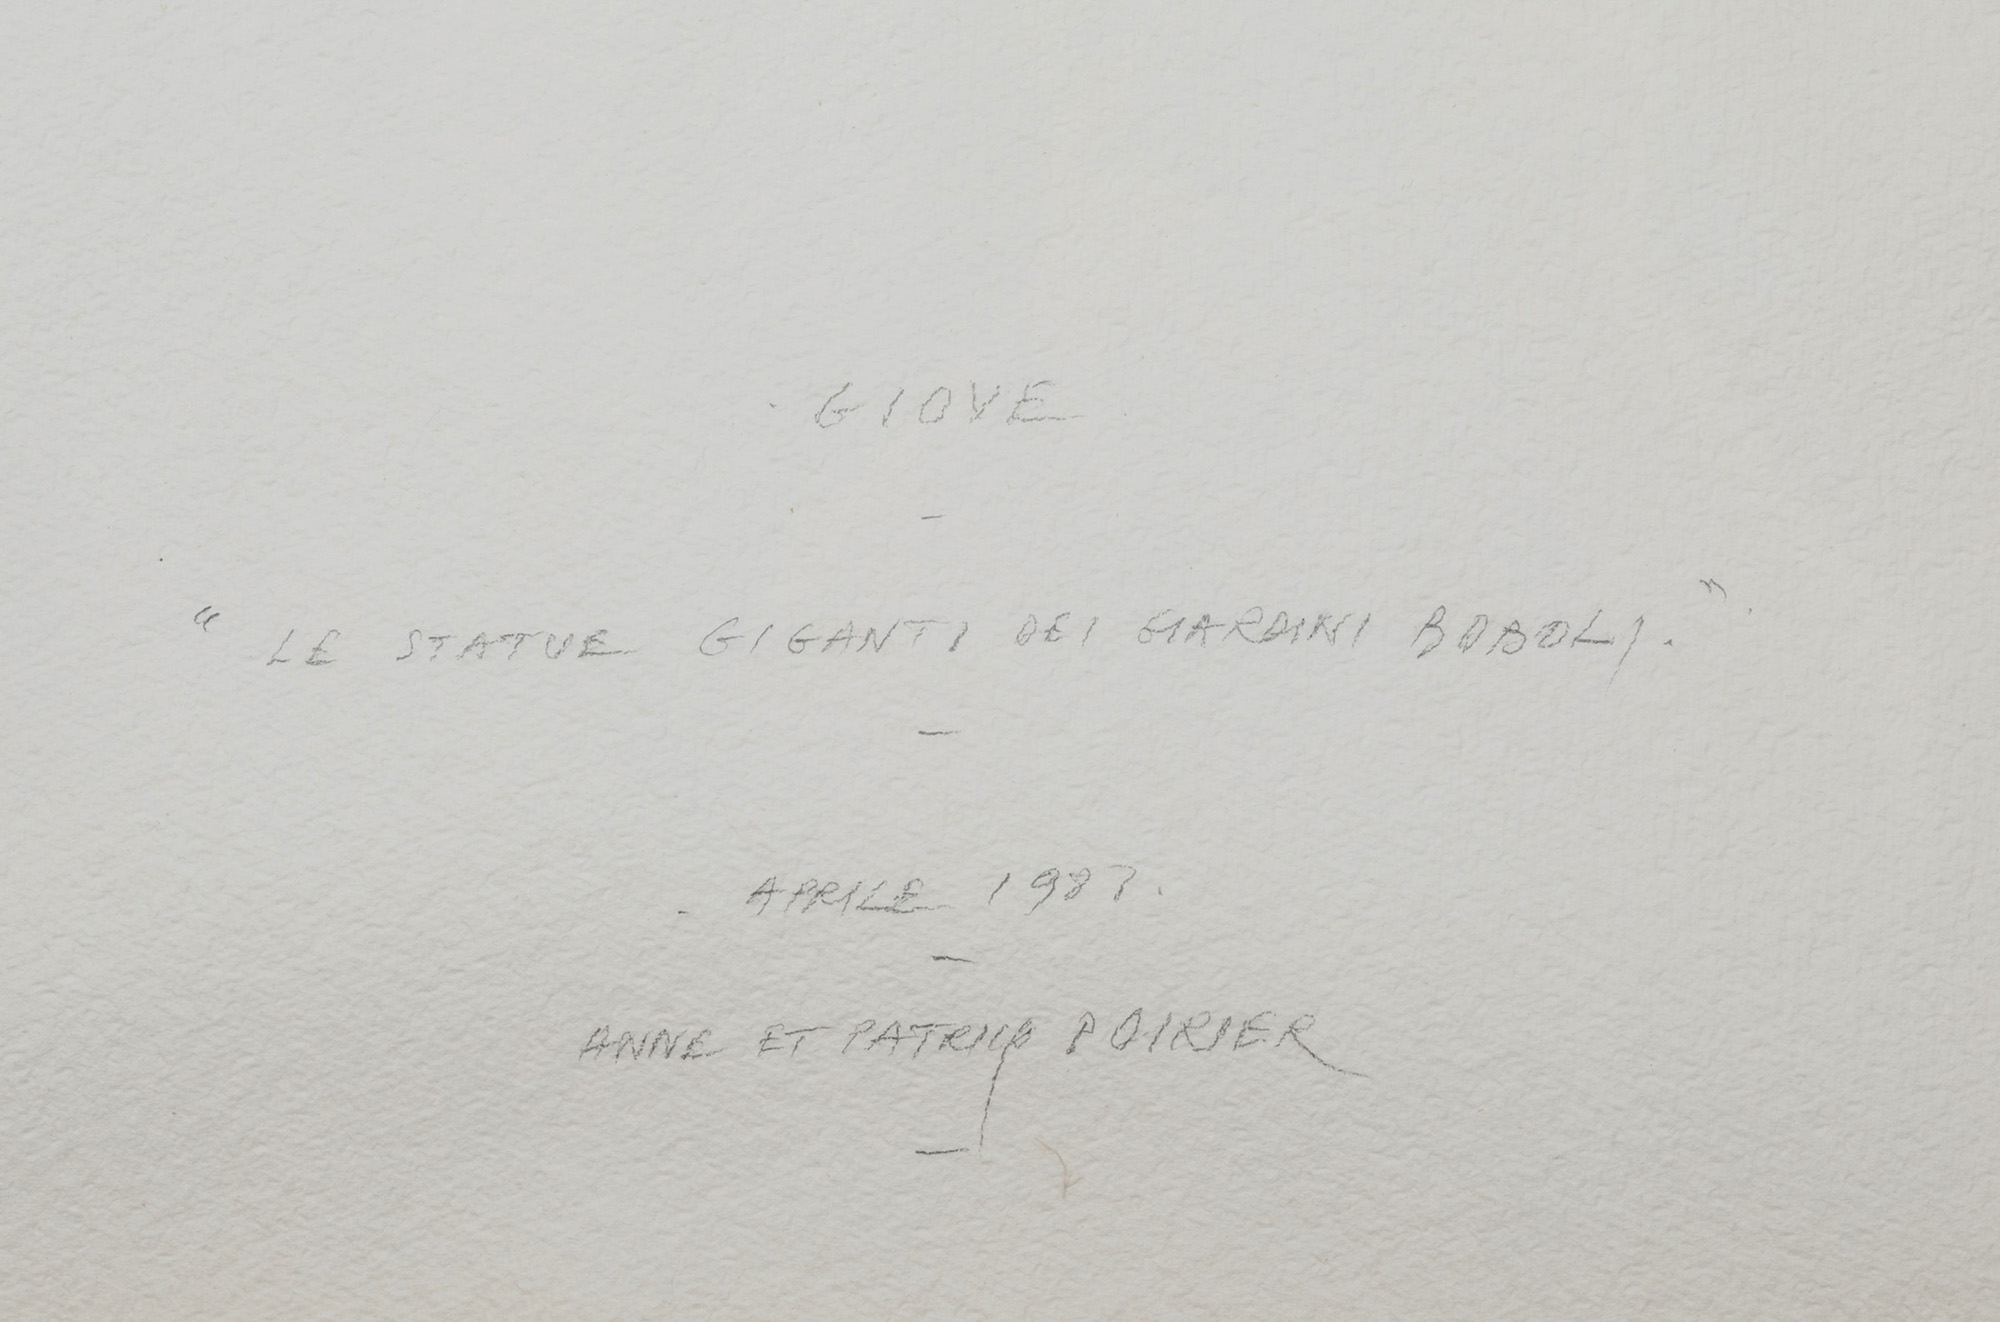 . GIOVE .
–
“ LE STATUE GIGANTI DEI GIARDINI BOBOLI. ”.
–
. APRILE 1987.
–
ANNE ET PATRICK POIRIER
–